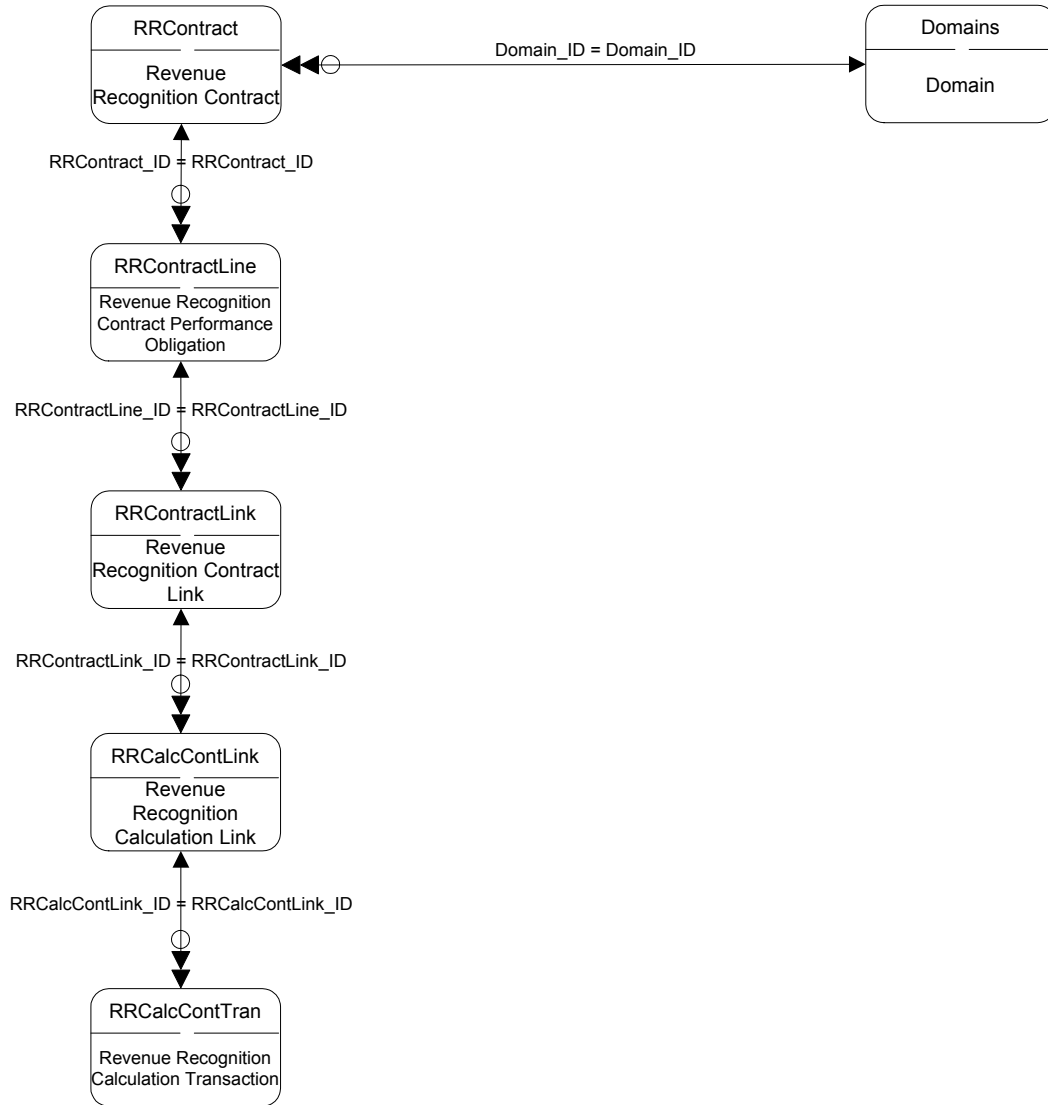 RRContract
Revenue
Recognition Contract
Domain_ID = Domain_ID
Domains
Domain
RRContract_ID = RRContract_ID
RRContractLine
Revenue Recognition
Contract Performance
Obligation
RRContractLine_ID = RRContractLine_ID
RRContractLink
Revenue
Recognition Contract
Link
RRContractLink_ID = RRContractLink_ID
RRCalcContLink
Revenue
Recognition
Calculation Link
RRCalcContLink_ID = RRCalcContLink_ID
RRCalcContTran
Revenue Recognition
Calculation Transaction